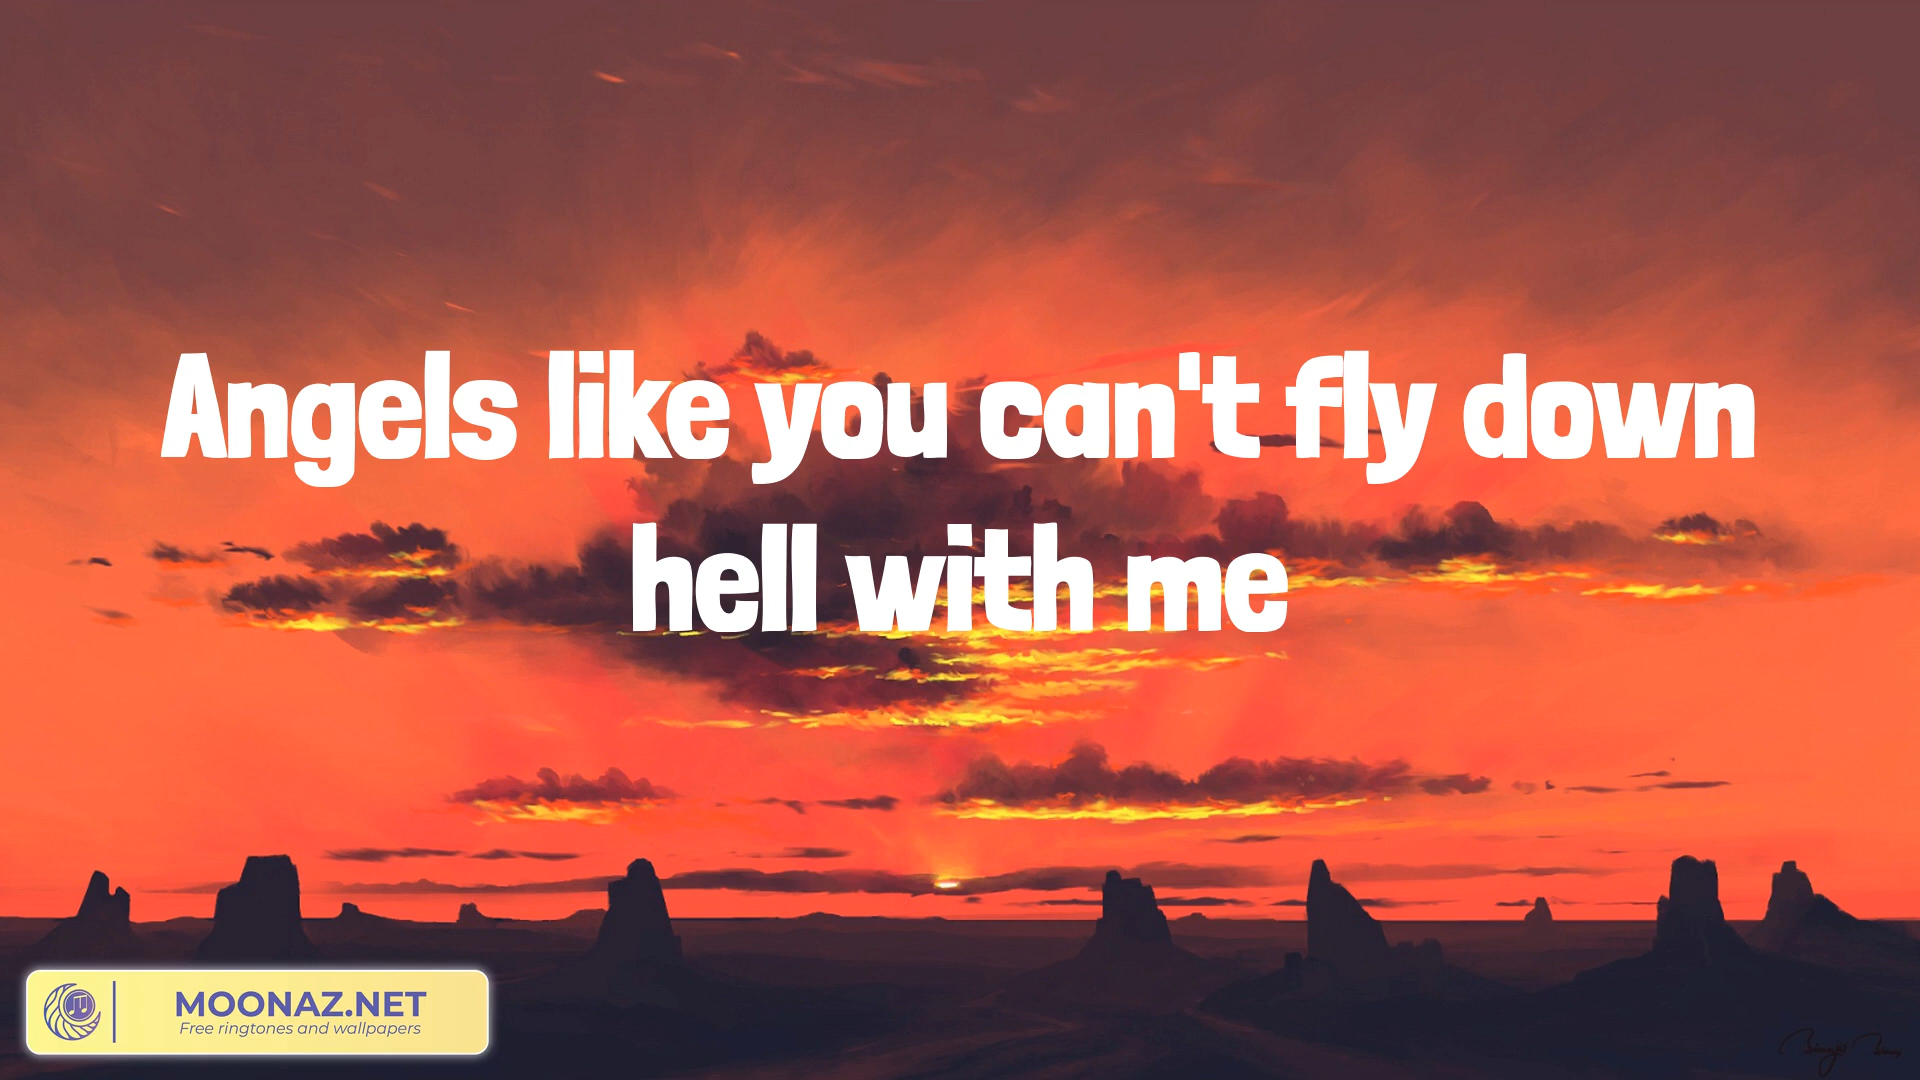 Angels like you can't fly down
hell with me
MOONAZ.NET
Free ringtones and wallpapers